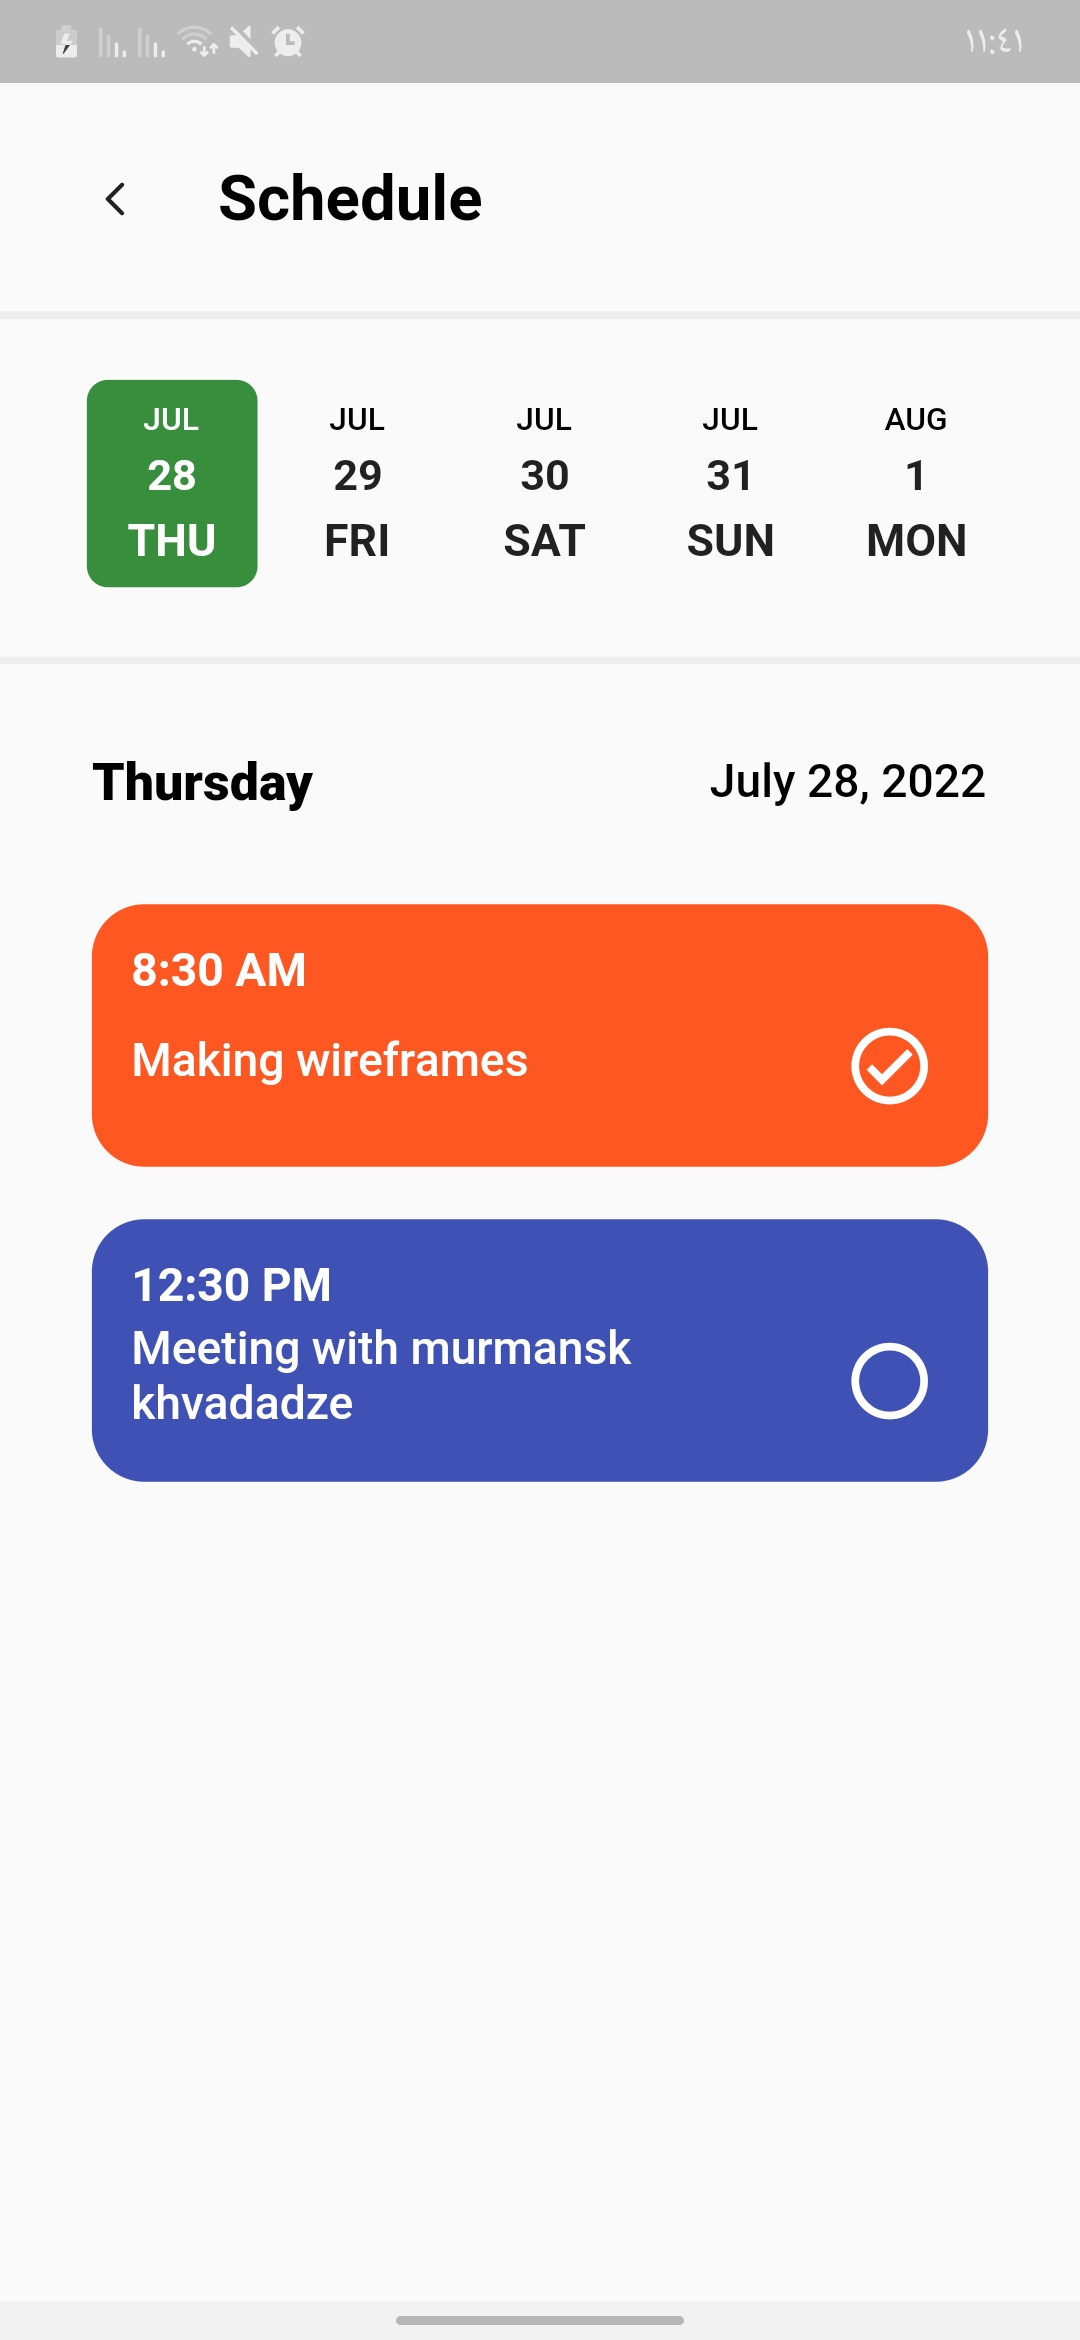 ١١:٤١
Schedule
JUL
28
THU
JUL
29
FRI
JUL
30
SAT
JUL
31
SUN
AUG
1
MON
Thursday
July 28, 2022
8:30 AM
Making wireframes
12:30 PM
Meeting with murmansk
khvadadze